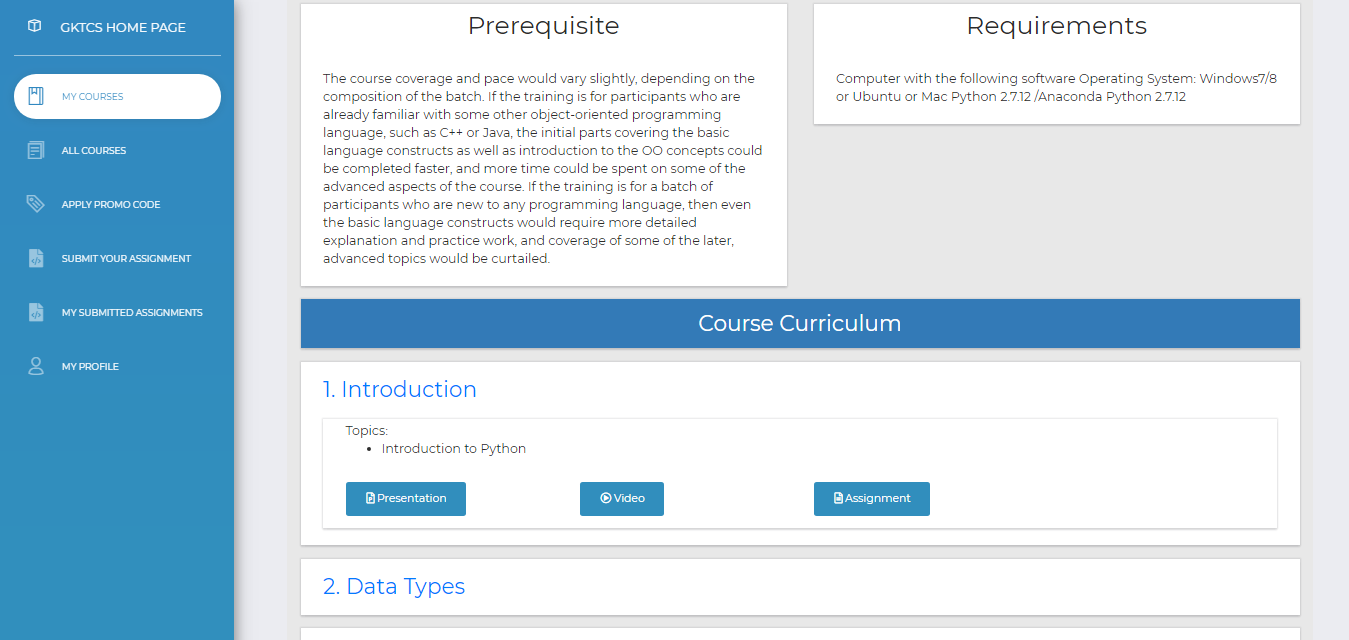 GKTCS HOME PAGE
MY COURSES
ALL COURSES
APPLY PROMO CODE
SUBMIT YOUR ASSIGNMENT
MY SUBMITTED ASSIGNMENTS
MY PROFILE
Prerequisite
The course coverage and pace would vary slightly, depending on the
composition of the batch. If the training is for participants who are
already familiar with some other object-oriented programming
language, such as C++ or Java, the initial parts covering the basic
language constructs as well as introduction to the OO concepts could
be completed faster, and more time could be spent on some of the
advanced aspects of the course. If the training is for a batch of
participants who are new to any programming language, then even
the basic language constructs would require more detailed
explanation and practice work, and coverage of some of the later,
advanced topics would be curtailed.
Requirements
Computer with the following software Operating System: Windows7/8
or Ubuntu or Mac Python 2.7.12 /Anaconda Python 2.7.12
Course Curriculum
1. Introduction
Topics:
• Introduction to Python
Presentation
Video
Assignment
2. Data Types